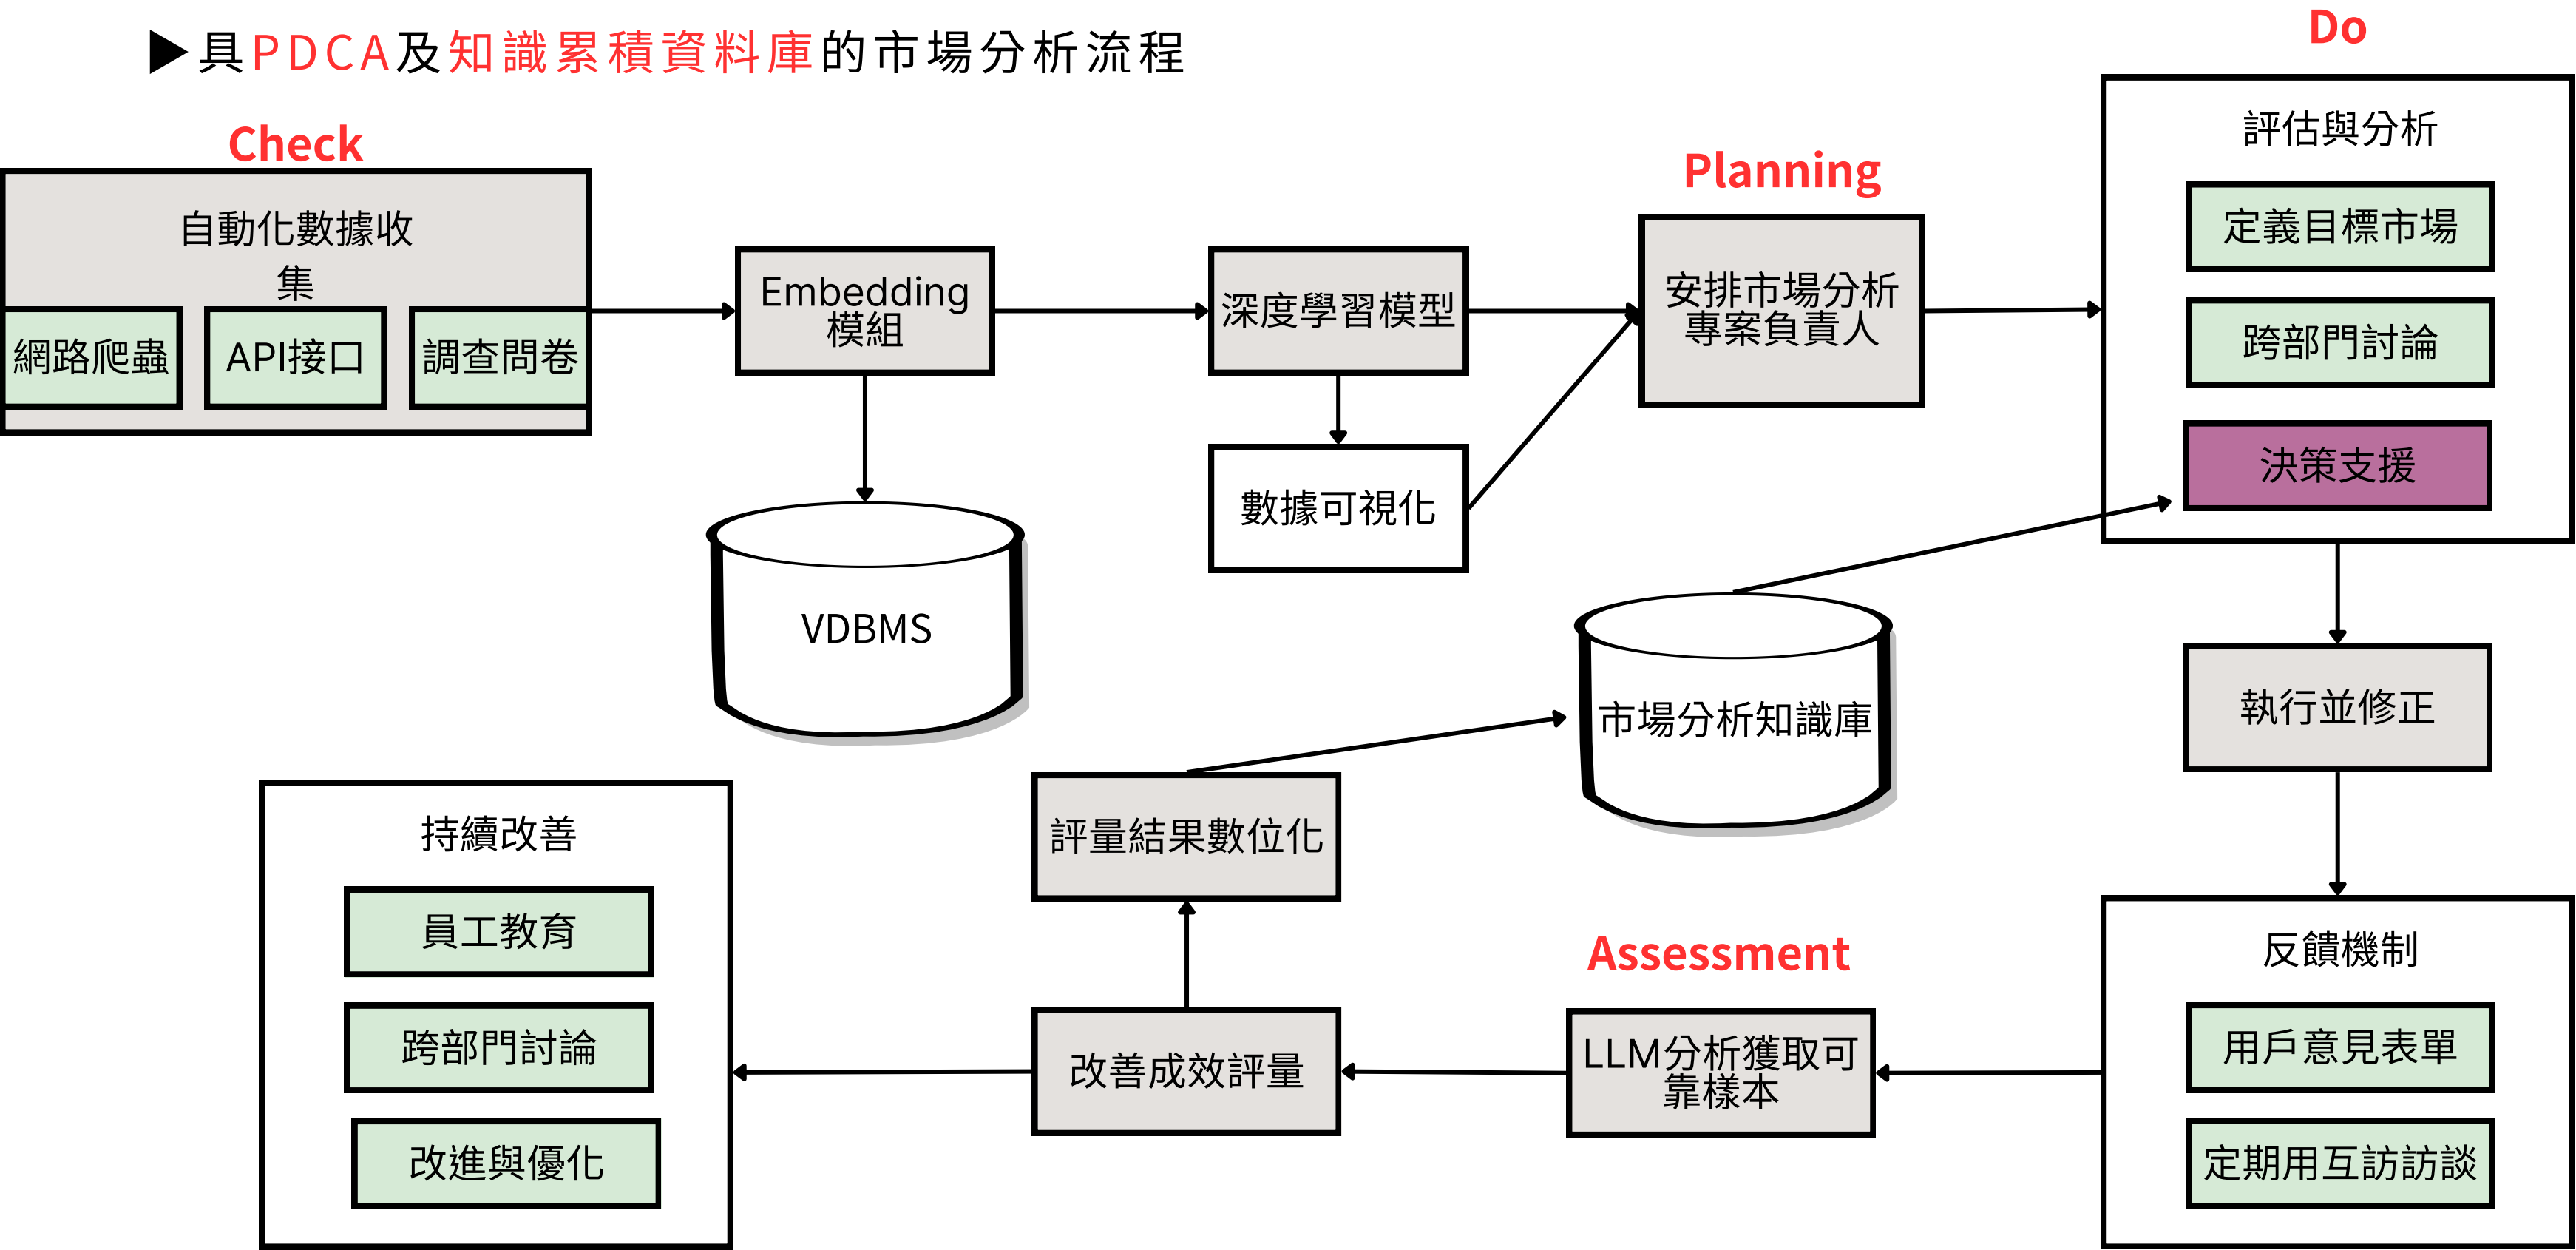 ▶具PDCA及知識累積資料庫的市場分析流程
Check
自動化數據收
集
網路爬蟲
API接口
調查問卷
Embedding
模組
VDBMS
深度學習模型
數據可視化
Planning
安排市場分析
專案負責人
Do
評估與分析
定義目標市場
跨部門討論
決策支援
市場分析知識庫
執行並修正
反饋機制
用戶意見表單
定期用互訪訪談
Assessment
LLM分析獲取可
靠樣本
改善成效評量
評量結果數位化
持續改善
員工教育
跨部門討論
改進與優化